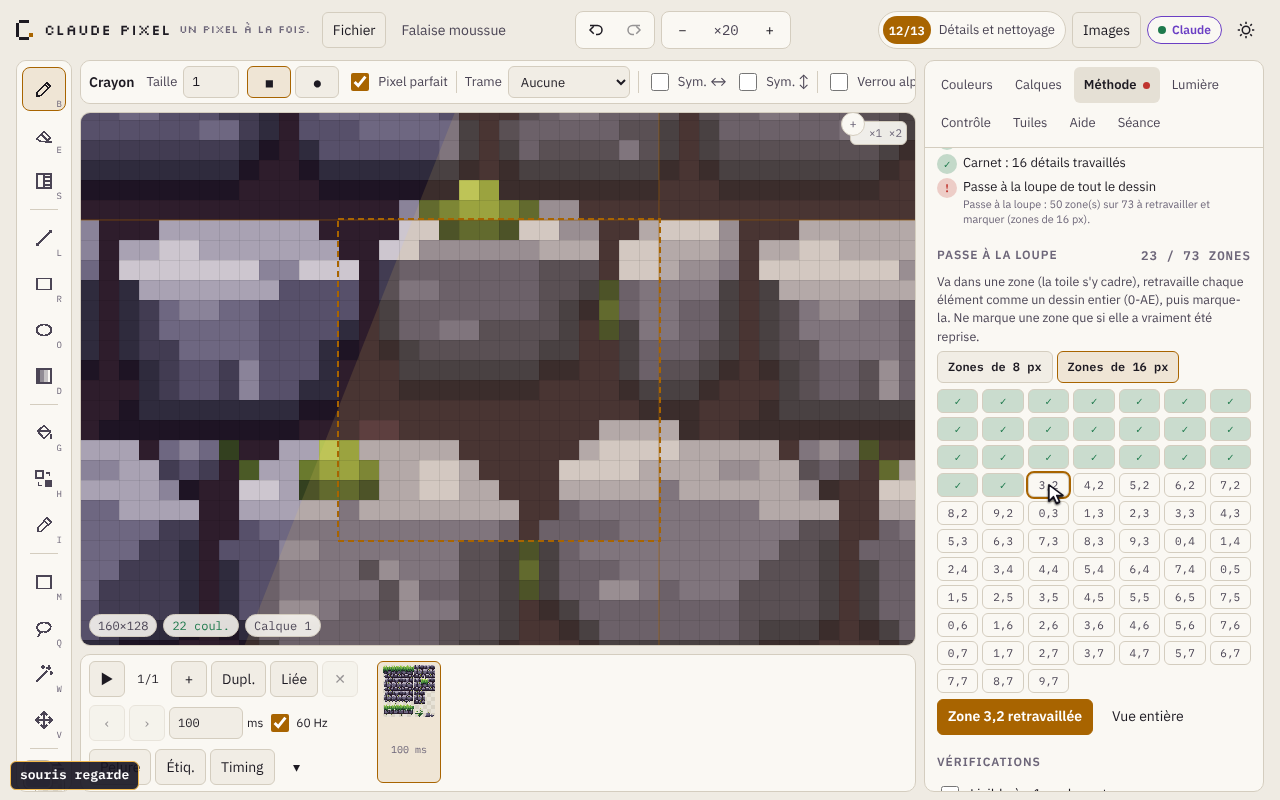 CLAUDE PIXEL UN PIXEL À LA FOIS. Fichier Falaise moussue − ×20 + 12/13 Détails et nettoyage Images Claude
Crayon Taille 1 Pixel parfait Trame Aucune Sym. ↔ Sym. ↕ Verrou alp
Couleurs Calques Méthode Lumière
Contrôle Tuiles Aide Séance
B
E
S
L
R
O
D
G
H
I
M
Q
W
V
+ ×1 ×2
160×128 22 coul. Calque 1
✓ Carnet : 16 détails travaillés
! Passe à la loupe de tout le dessin
Passe à la loupe : 50 zone(s) sur 73 à retravailler et
marquer (zones de 16 px).
PASSE À LA LOUPE 23 / 73 ZONES
Va dans une zone (la toile s'y cadre), retravaille chaque
élément comme un dessin entier (0-AE), puis marque-
la. Ne marque une zone que si elle a vraiment été
reprise.
Zones de 8 px Zones de 16 px
✓ ✓ ✓ ✓ ✓ ✓ ✓
✓ ✓ ✓ ✓ ✓ ✓ ✓
✓ ✓ ✓ ✓ ✓ ✓ ✓
✓ ✓ 3,2 4,2 5,2 6,2 7,2
8,2 9,2 0,3 1,3 2,3 3,3 4,3
5,3 6,3 7,3 8,3 9,3 0,4 1,4
2,4 3,4 4,4 5,4 6,4 7,4 0,5
1,5 2,5 3,5 4,5 5,5 6,5 7,5
0,6 1,6 2,6 3,6 4,6 5,6 7,6
0,7 1,7 2,7 3,7 4,7 5,7 6,7
7,7 8,7 9,7
Zone 3,2 retravaillée Vue entière
VÉRIFICATIONS
1/1 + Dupl. Liée ✕
‹ › 100 ms 60 Hz
Étiq. Timing ▼
100 ms
souris regarde